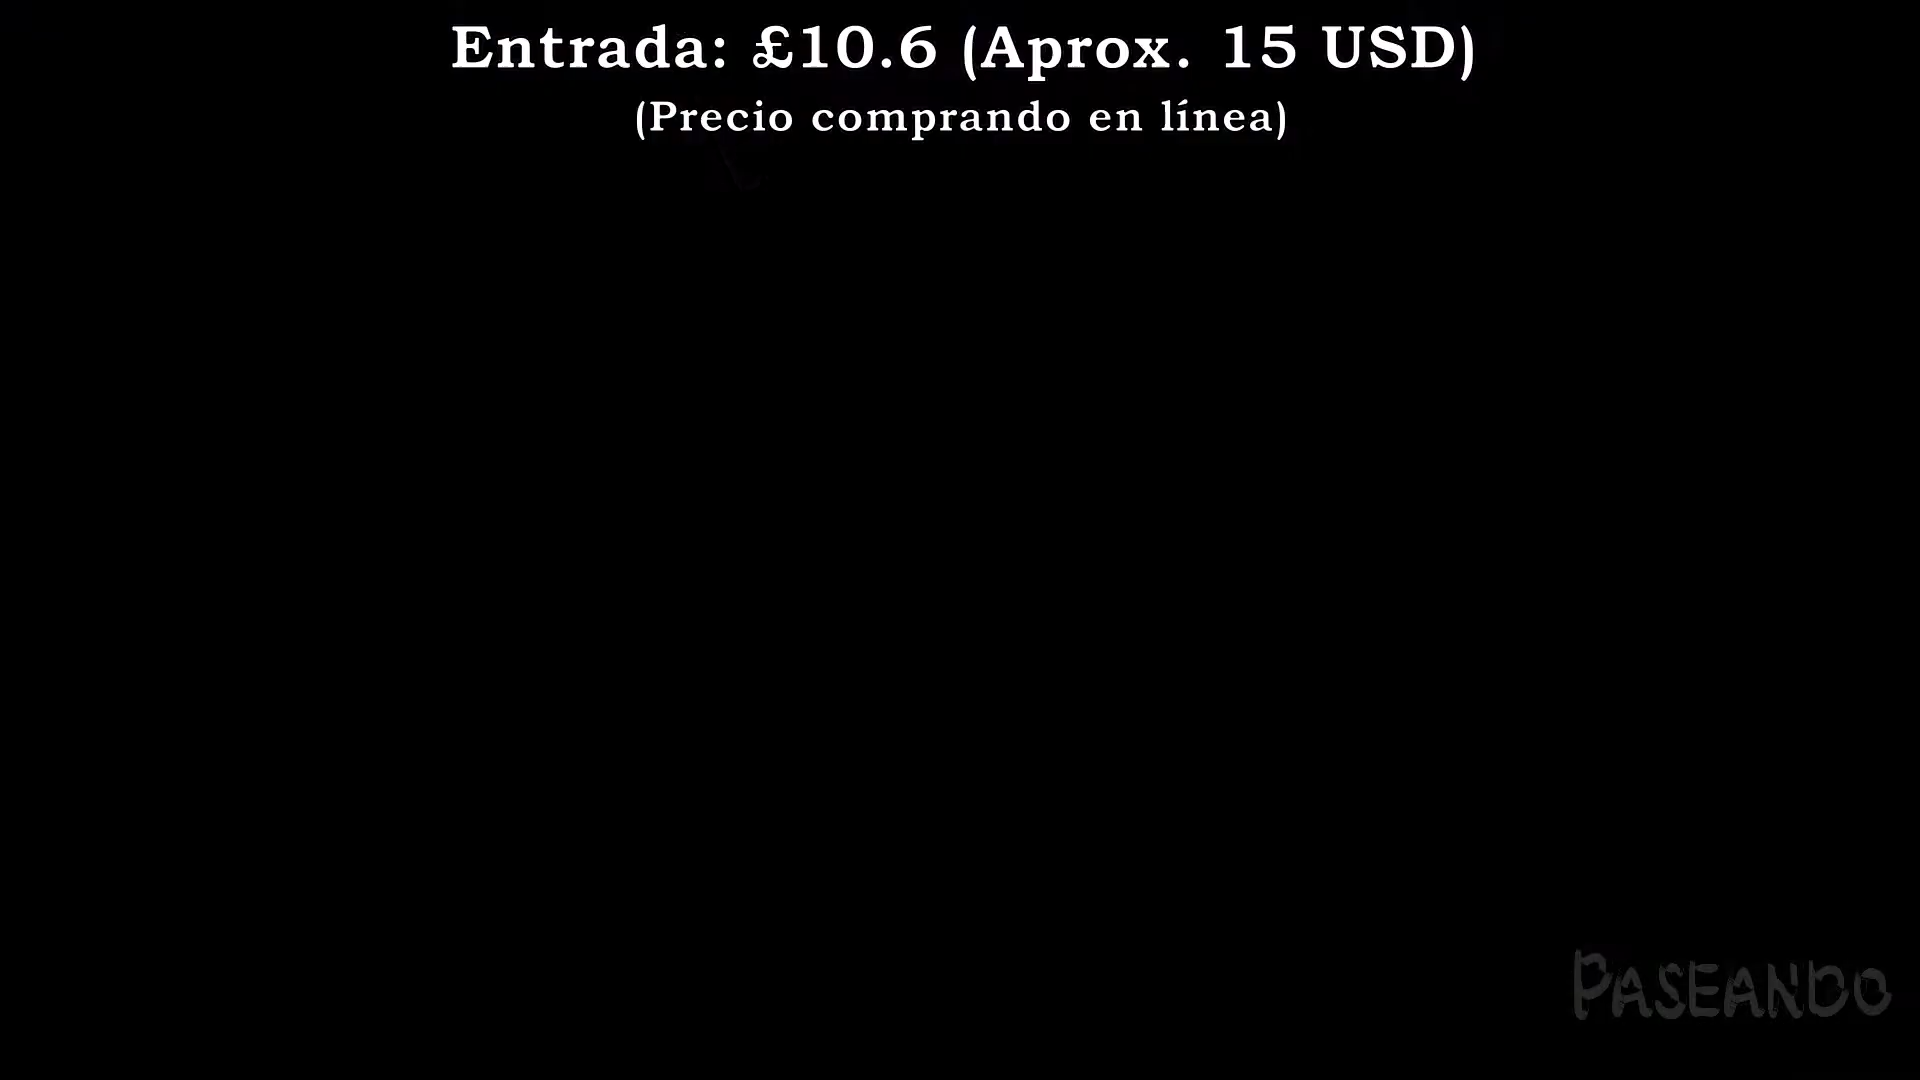 Entrada: £10.6 (Aprox. 15 USD)
(Precio comprando en línea)
PASEANDO